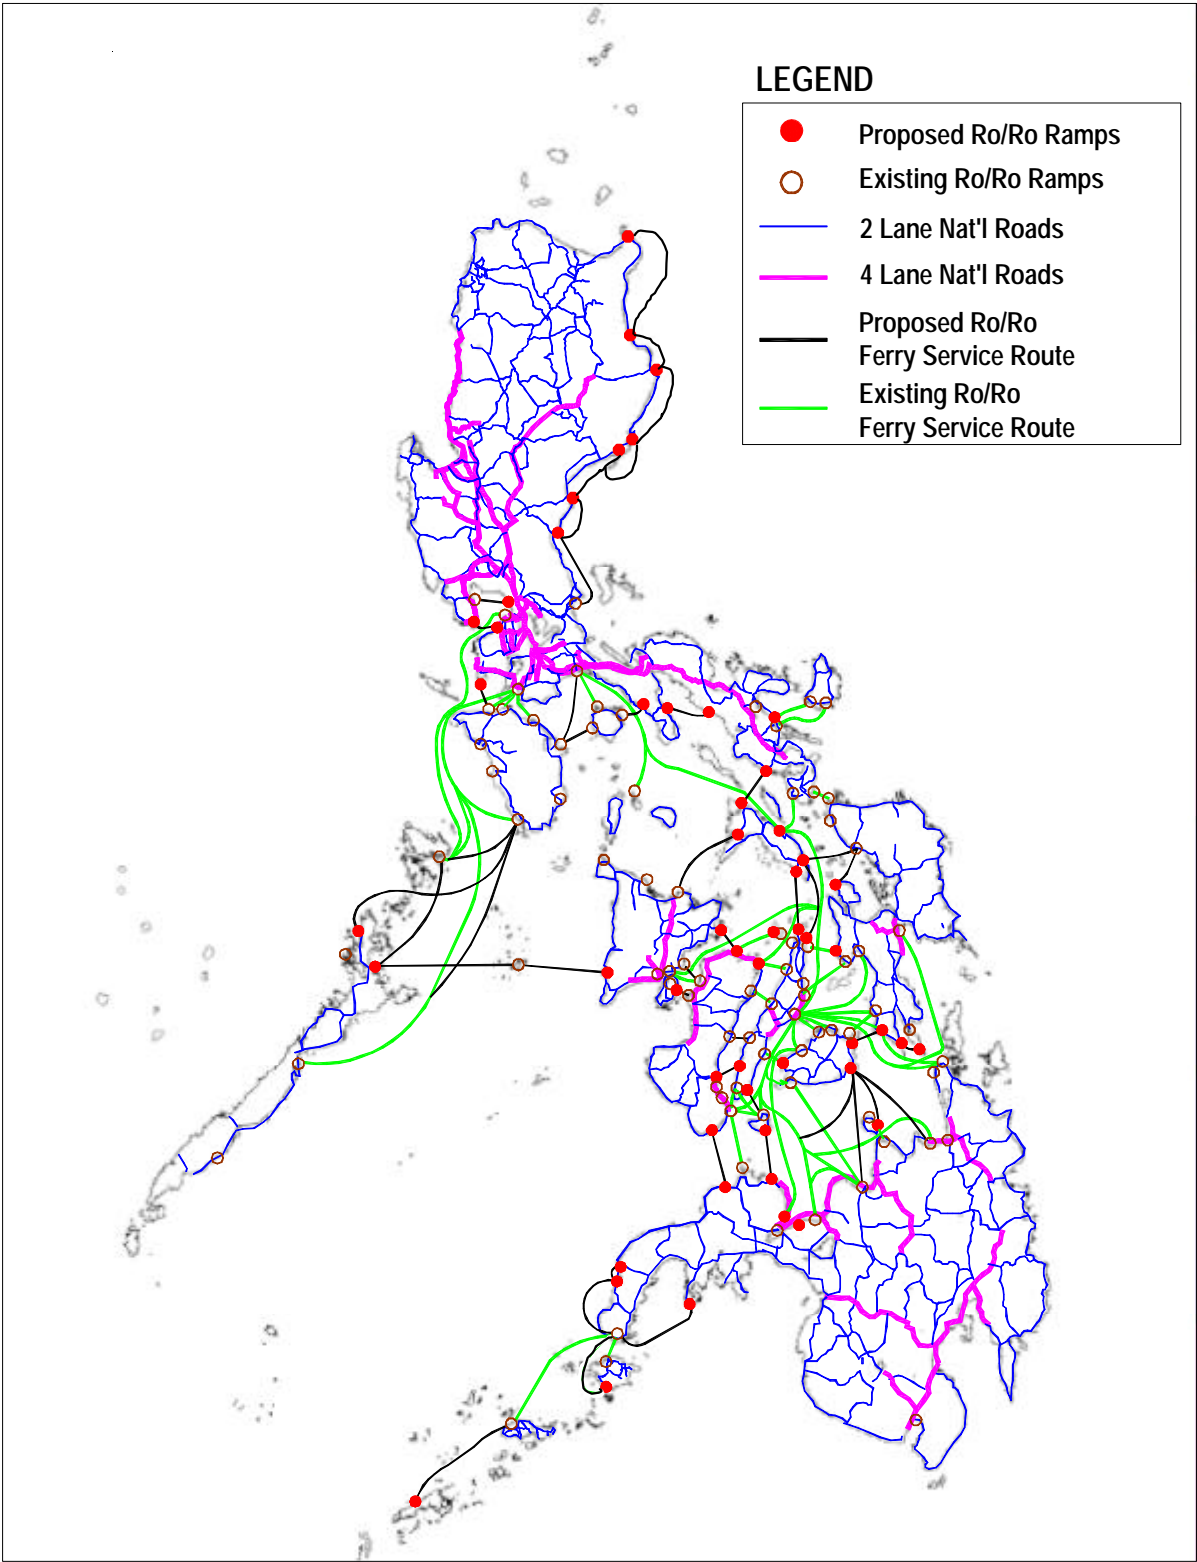 LEGEND
Proposed Ro/Ro Ramps
Existing Ro/Ro Ramps
2 Lane Nat'l Roads
4 Lane Nat'l Roads
Proposed Ro/Ro
Ferry Service Route
Existing Ro/Ro
Ferry Service Route